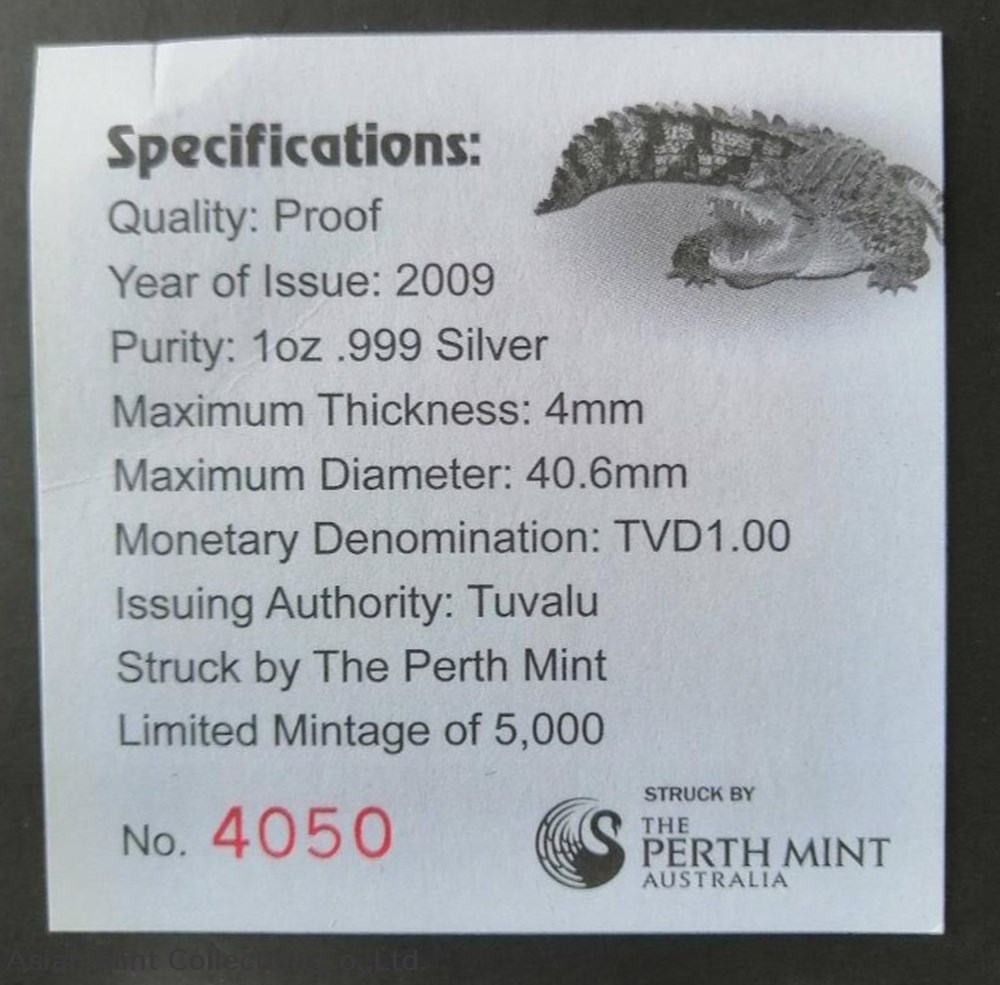 Specifications:
Quality: Proof
Year of Issue: 2009
Purity: 1oz .999 Silver
Maximum Thickness: 4mm
Maximum Diameter: 40.6mm
Monetary Denomination: TVD1.00
Issuing Authority: Tuvalu
Struck by The Perth Mint
Limited Mintage of 5,000
No. 4050
STRUCK BY
THE
PERTH MINT
AUSTRALIA
Co. Ltd.